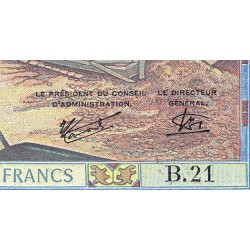 LE PRÉSIDENT DU CONSEIL
D'ADMINISTRATION.
LE DIRECTEUR
GÉNÉRAL.
FRANCS
B.21